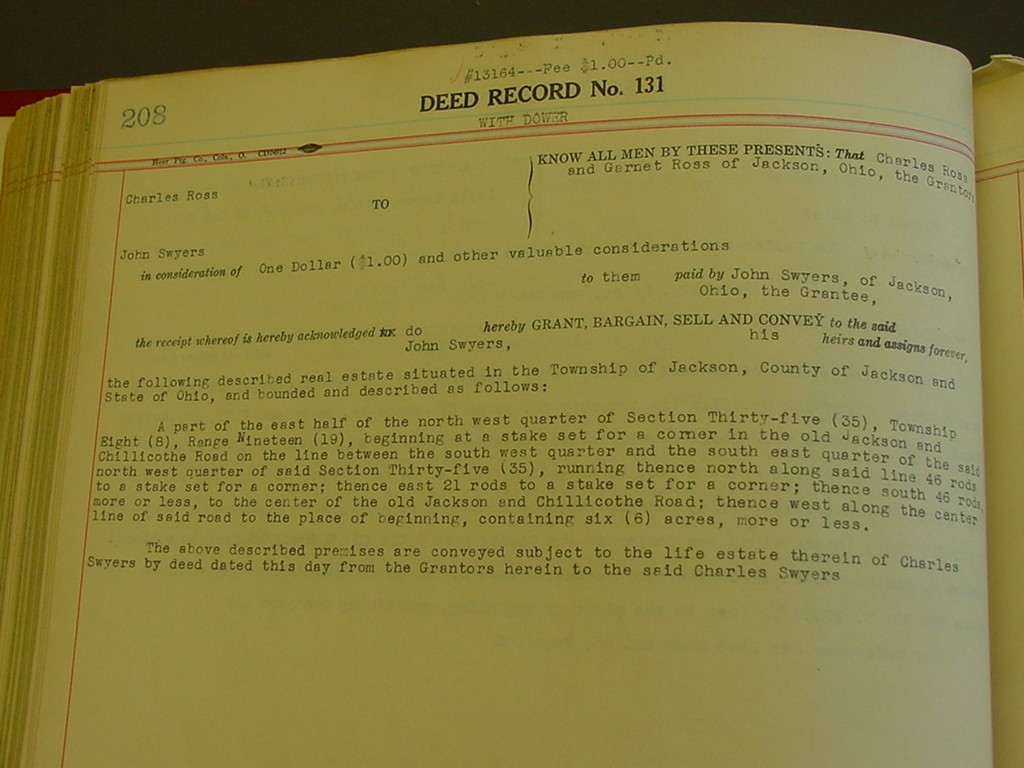 #13164---Fee $1.00--Pd.
208
DEED RECORD No. 131
WITH DOWER
Heer Ptg. Co., Cols., O.
KNOW ALL MEN BY THESE PRESENTS: That Charles Ross
and Garnet Ross of Jackson, Ohio, the Grantors
Charles Ross
TO
John Swyers
in consideration of One Dollar ($1.00) and other valuable considerations
to them paid by John Swyers, of Jackson,
Ohio, the Grantee,
the receipt whereof is hereby acknowledged do hereby GRANT, BARGAIN, SELL AND CONVEY to the said
John Swyers, his heirs and assigns forever,
the following described real estate situated in the Township of Jackson, County of Jackson and
State of Ohio, and bounded and described as follows:
A part of the east half of the north west quarter of Section Thirty-five (35), Township
Eight (8), Range Nineteen (19), beginning at a stake set for a corner in the old Jackson and
Chillicothe Road on the line between the south west quarter and the south east quarter of the said
north west quarter of said Section Thirty-five (35), running thence north along said line 46 rods
to a stake set for a corner; thence east 21 rods to a stake set for a corner; thence south 46 rods,
more or less, to the center of the old Jackson and Chillicothe Road; thence west along the center
line of said road to the place of beginning, containing six (6) acres, more or less.
The above described premises are conveyed subject to the life estate therein of Charles
Swyers by deed dated this day from the Grantors herein to the said Charles Swyers